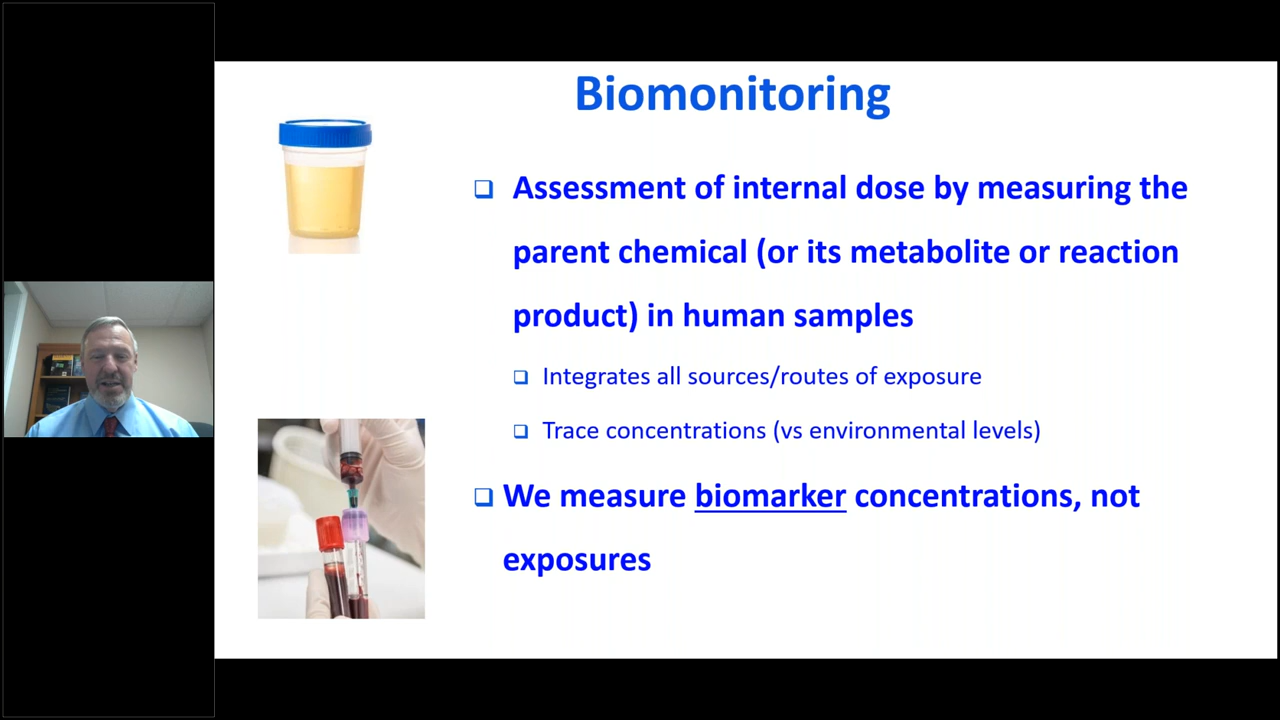 Biomonitoring
❑ Assessment of internal dose by measuring the
parent chemical (or its metabolite or reaction
product) in human samples
❑ Integrates all sources/routes of exposure
❑ Trace concentrations (vs environmental levels)
❑ We measure biomarker concentrations, not
exposures